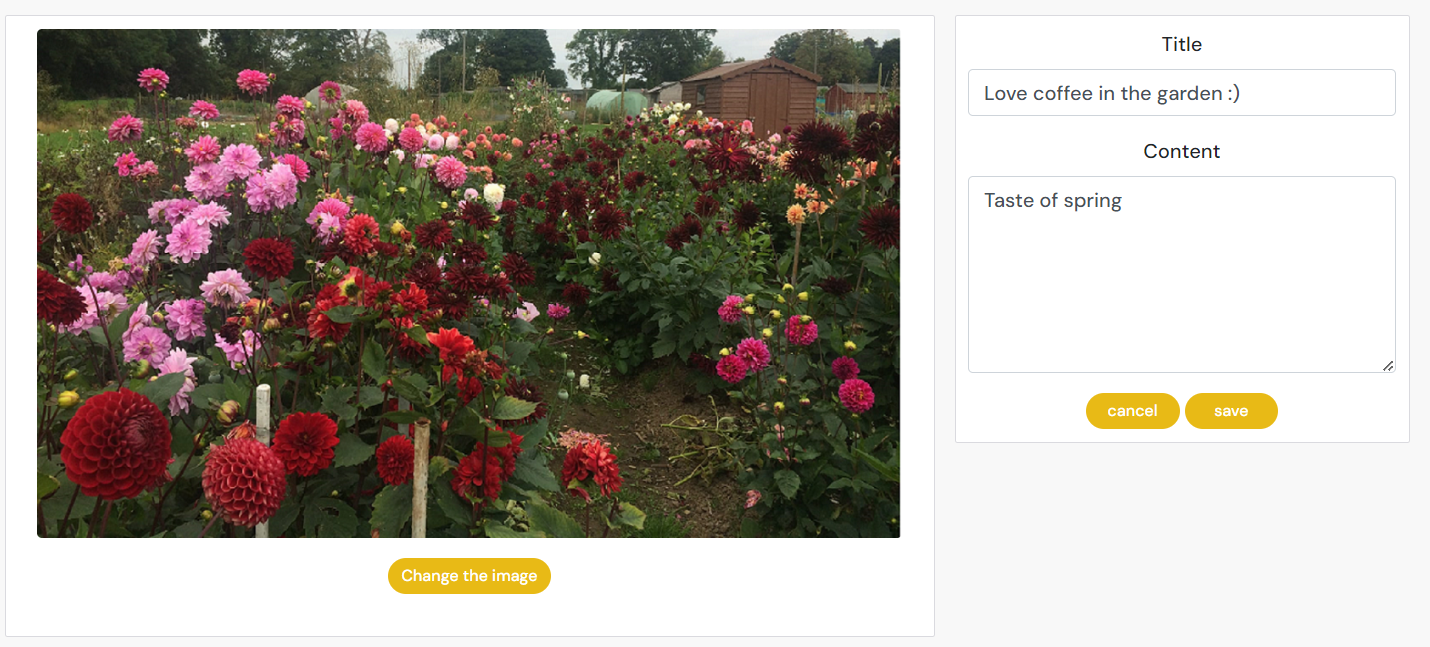 Title
Love coffee in the garden :)
Content
Taste of spring
cancel save
Change the image